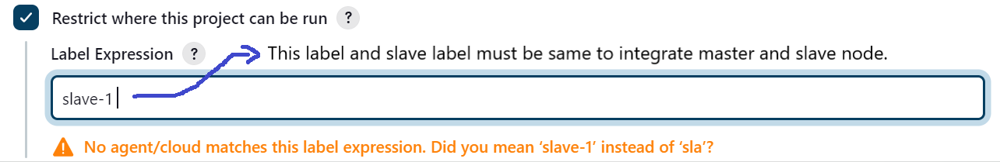 Restrict where this project can be run ?
Label Expression ? This label and slave label must be same to integrate master and slave node.
slave-1
No agent/cloud matches this label expression. Did you mean ‘slave-1’ instead of ‘sla’?